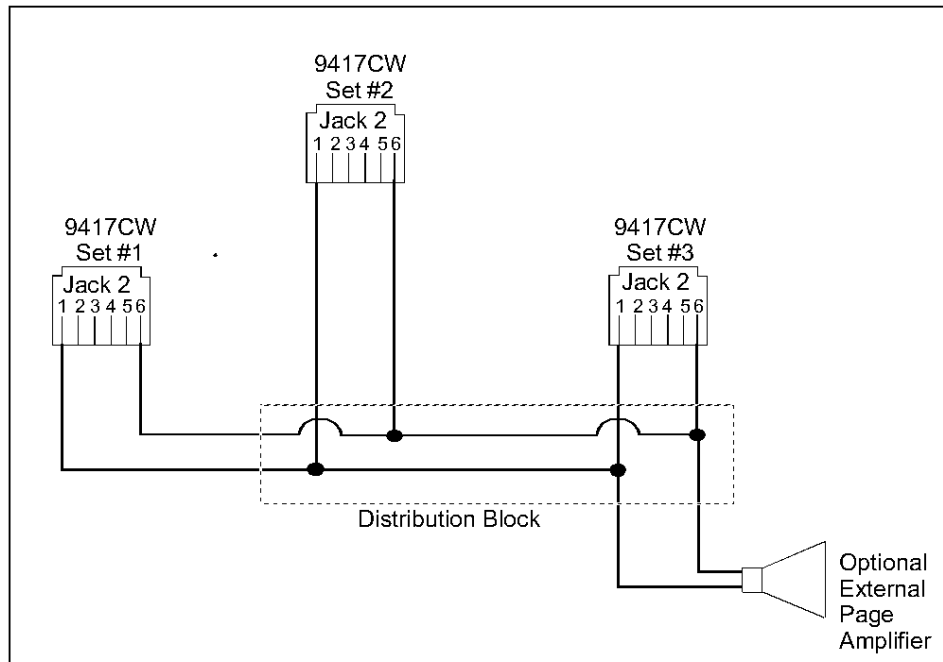 9417CW
Set #2
Jack 2
1 2 3 4 5 6
9417CW
Set #1
Jack 2
1 2 3 4 5 6
9417CW
Set #3
Jack 2
1 2 3 4 5 6
Distribution Block
Optional
External
Page
Amplifier